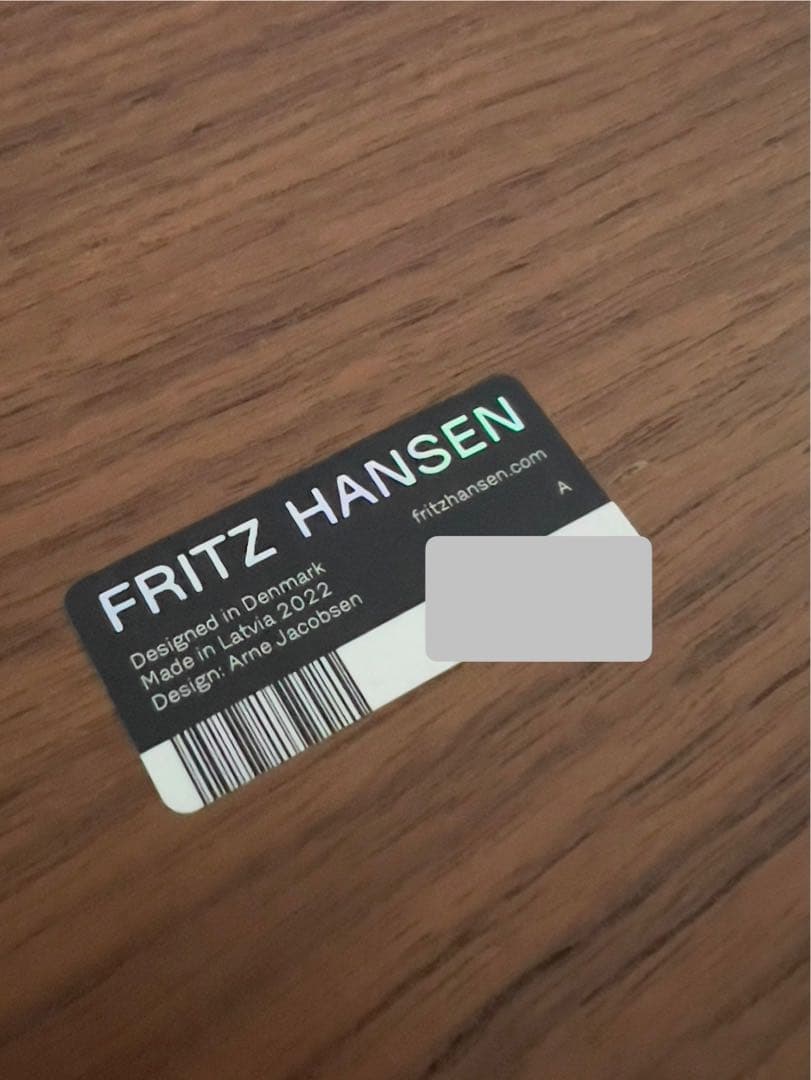 FRITZ HANSEN
fritzhansen.com
A
Designed in Denmark
Made in Latvia 2022
Design: Arne Jacobsen